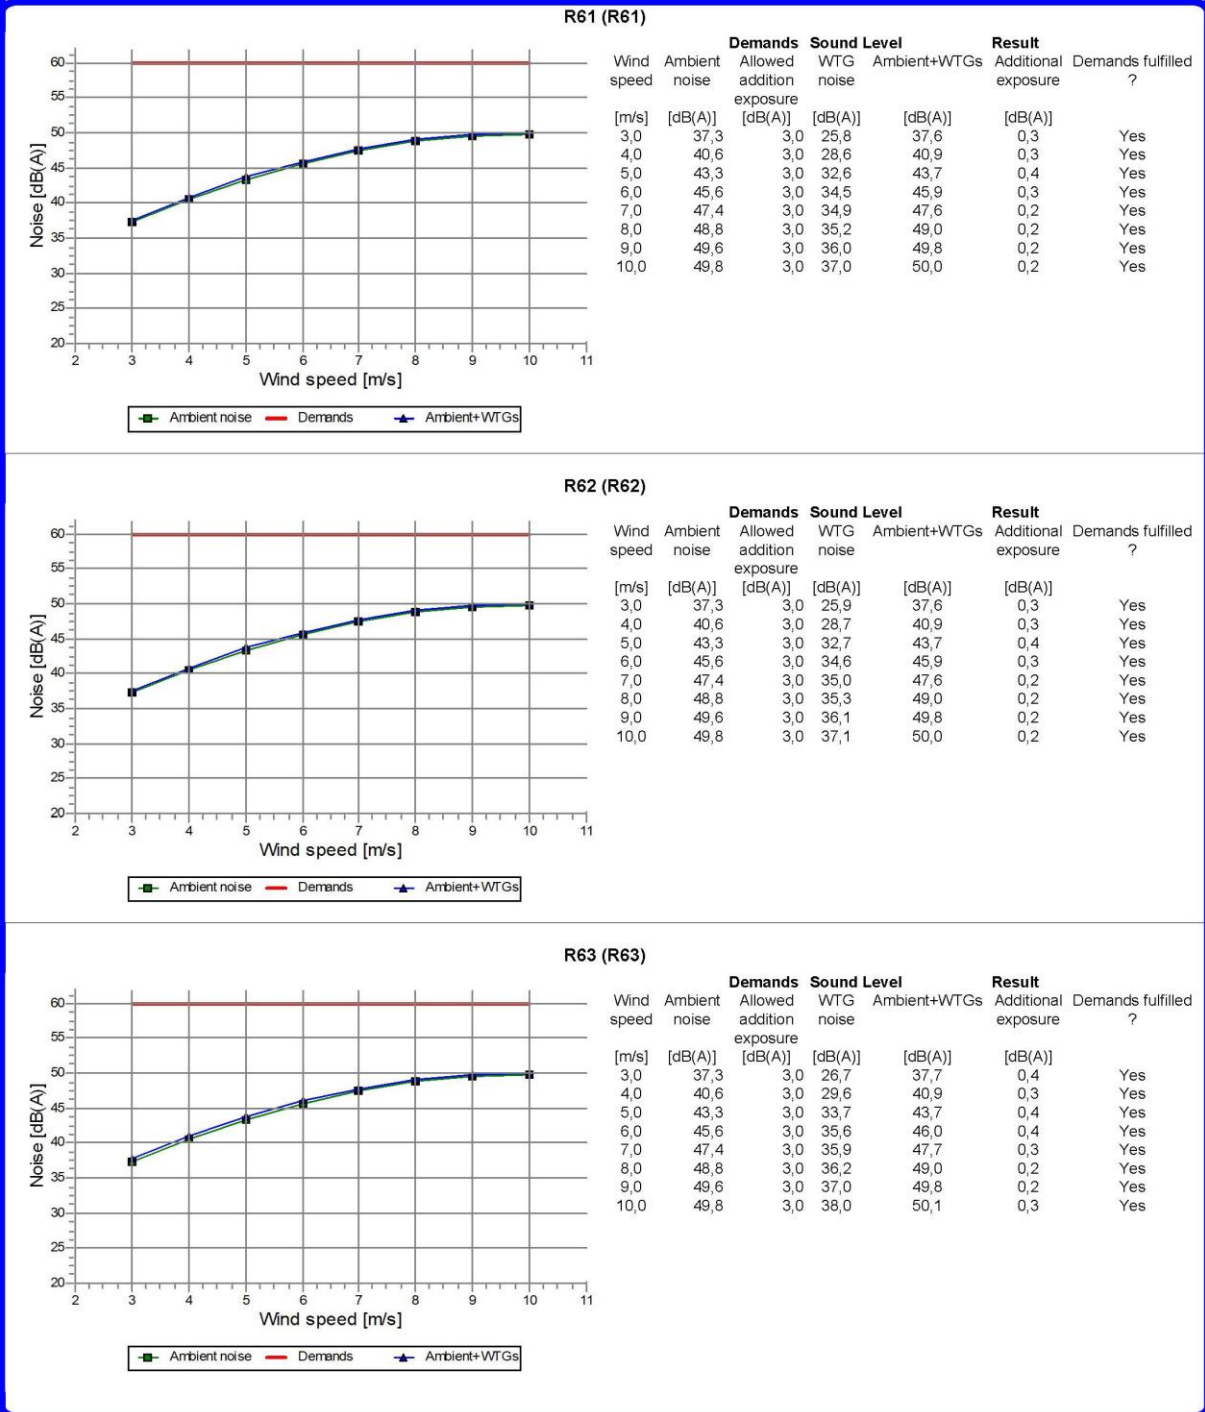 R61 (R61)
60
55
50
45
40
35
30
25
20
2 3 4 5 6 7 8 9 10 11
Noise [dB(A)]
Wind speed [m/s]
Ambient noise Demands Ambient+WTGs
Demands Sound Level Result
Wind Ambient Allowed WTG Ambient+WTGs Additional Demands fulfilled
speed noise addition noise exposure ?
exposure
[m/s] [dB(A)] [dB(A)] [dB(A)] [dB(A)] [dB(A)]
3,0 37,3 3,0 25,8 37,6 0,3 Yes
4,0 40,6 3,0 28,6 40,9 0,3 Yes
5,0 43,3 3,0 32,6 43,7 0,4 Yes
6,0 45,6 3,0 34,5 45,9 0,3 Yes
7,0 47,4 3,0 34,9 47,6 0,2 Yes
8,0 48,8 3,0 35,2 49,0 0,2 Yes
9,0 49,6 3,0 36,0 49,8 0,2 Yes
10,0 49,8 3,0 37,0 50,0 0,2 Yes
R62 (R62)
60
55
50
45
40
35
30
25
20
2 3 4 5 6 7 8 9 10 11
Noise [dB(A)]
Wind speed [m/s]
Ambient noise Demands Ambient+WTGs
Demands Sound Level Result
Wind Ambient Allowed WTG Ambient+WTGs Additional Demands fulfilled
speed noise addition noise exposure ?
exposure
[m/s] [dB(A)] [dB(A)] [dB(A)] [dB(A)] [dB(A)]
3,0 37,3 3,0 25,9 37,6 0,3 Yes
4,0 40,6 3,0 28,7 40,9 0,3 Yes
5,0 43,3 3,0 32,7 43,7 0,4 Yes
6,0 45,6 3,0 34,6 45,9 0,3 Yes
7,0 47,4 3,0 35,0 47,6 0,2 Yes
8,0 48,8 3,0 35,3 49,0 0,2 Yes
9,0 49,6 3,0 36,1 49,8 0,2 Yes
10,0 49,8 3,0 37,1 50,0 0,2 Yes
R63 (R63)
60
55
50
45
40
35
30
25
20
2 3 4 5 6 7 8 9 10 11
Noise [dB(A)]
Wind speed [m/s]
Ambient noise Demands Ambient+WTGs
Demands Sound Level Result
Wind Ambient Allowed WTG Ambient+WTGs Additional Demands fulfilled
speed noise addition noise exposure ?
exposure
[m/s] [dB(A)] [dB(A)] [dB(A)] [dB(A)] [dB(A)]
3,0 37,3 3,0 26,7 37,7 0,4 Yes
4,0 40,6 3,0 29,6 40,9 0,3 Yes
5,0 43,3 3,0 33,7 43,7 0,4 Yes
6,0 45,6 3,0 35,6 46,0 0,4 Yes
7,0 47,4 3,0 35,9 47,7 0,3 Yes
8,0 48,8 3,0 36,2 49,0 0,2 Yes
9,0 49,6 3,0 37,0 49,8 0,2 Yes
10,0 49,8 3,0 38,0 50,1 0,3 Yes